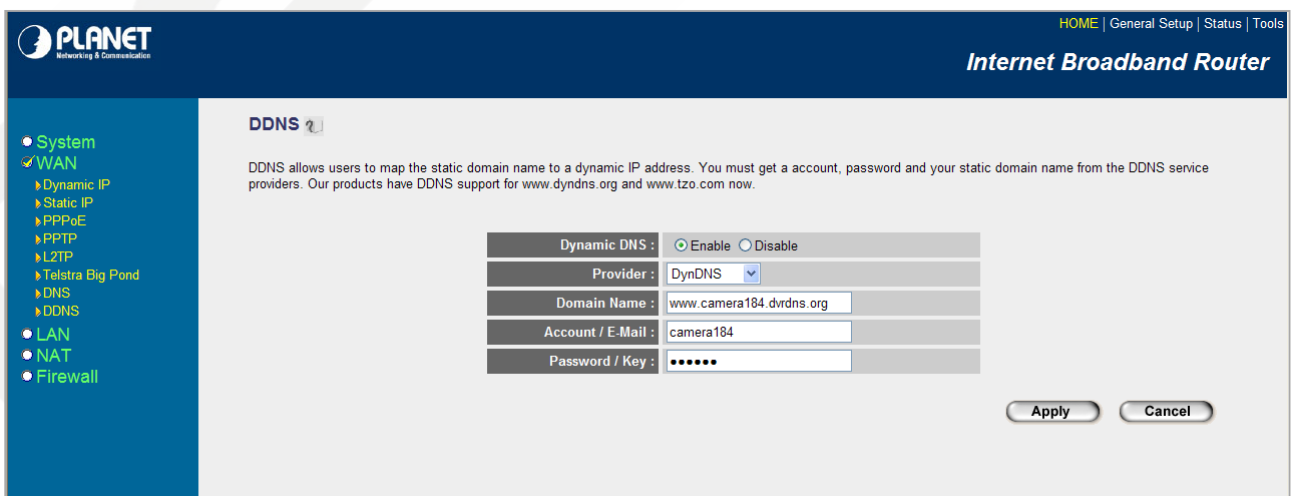 PLANET
Networking & Communication
HOME | General Setup | Status | Tools
Internet Broadband Router
System
WAN
Dynamic IP
Static IP
PPPoE
PPTP
L2TP
Telstra Big Pond
DNS
DDNS
LAN
NAT
Firewall
DDNS
DDNS allows users to map the static domain name to a dynamic IP address. You must get a account, password and your static domain name from the DDNS service
providers. Our products have DDNS support for www.dyndns.org and www.tzo.com now.
Dynamic DNS : Enable Disable
Provider : DynDNS
Domain Name : www.camera184.dvrdns.org
Account / E-Mail : camera184
Password / Key : ••••••
Apply Cancel